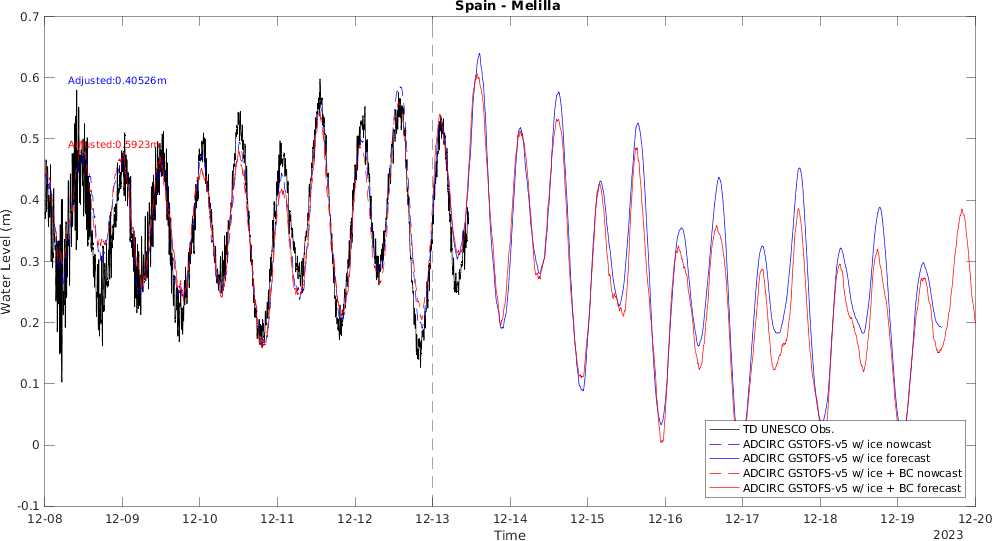 Spain - Melilla
0.7
0.6
0.5
0.4
0.3
0.2
0.1
0
-0.1
Water Level (m)
Adjusted:0.40526m
Adjusted:0.5923m
TD UNESCO Obs.
ADCIRC GSTOFS-v5 w/ ice nowcast
ADCIRC GSTOFS-v5 w/ ice forecast
ADCIRC GSTOFS-v5 w/ ice + BC nowcast
ADCIRC GSTOFS-v5 w/ ice + BC forecast
12-08 12-09 12-10 12-11 12-12 12-13 12-14 12-15 12-16 12-17 12-18 12-19 12-20
Time
2023